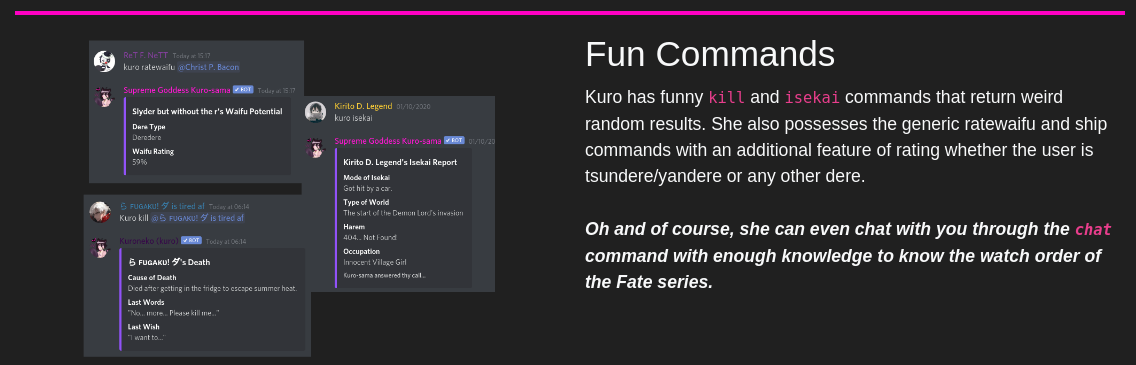 ReT F. NeTT Today at 15:17
kuro ratewaifu @Christ P. Bacon
Supreme Goddess Kuro-sama ✔ BOT Today at 15:17
Slyder but without the r's Waifu Potential
Dere Type
Deredere
Waifu Rating
59%
Kirito D. Legend 01/10/2020
kuro isekai
Supreme Goddess Kuro-sama ✔ BOT 01/10/20
Kirito D. Legend's Isekai Report
Mode of Isekai
Got hit by a car.
Type of World
The start of the Demon Lord's invasion
Harem
404... Not Found!
Occupation
Innocent Village Girl
Kuro-sama answered thy call...
ら FUGAKU! ダ is tired af Today at 06:14
Kuro kill @ら FUGAKU! ダ is tired af
Kuroneko (kuro) ✔ BOT Today at 06:14
ら FUGAKU! ダ's Death
Cause of Death
Died after getting in the fridge to escape summer heat.
Last Words
"No... more... Please kill me..."
Last Wish
"I want to..."
Fun Commands
Kuro has funny kill and isekai commands that return weird
random results. She also possesses the generic ratewaifu and ship
commands with an additional feature of rating whether the user is
tsundere/yandere or any other dere.
Oh and of course, she can even chat with you through the chat
command with enough knowledge to know the watch order of
the Fate series.